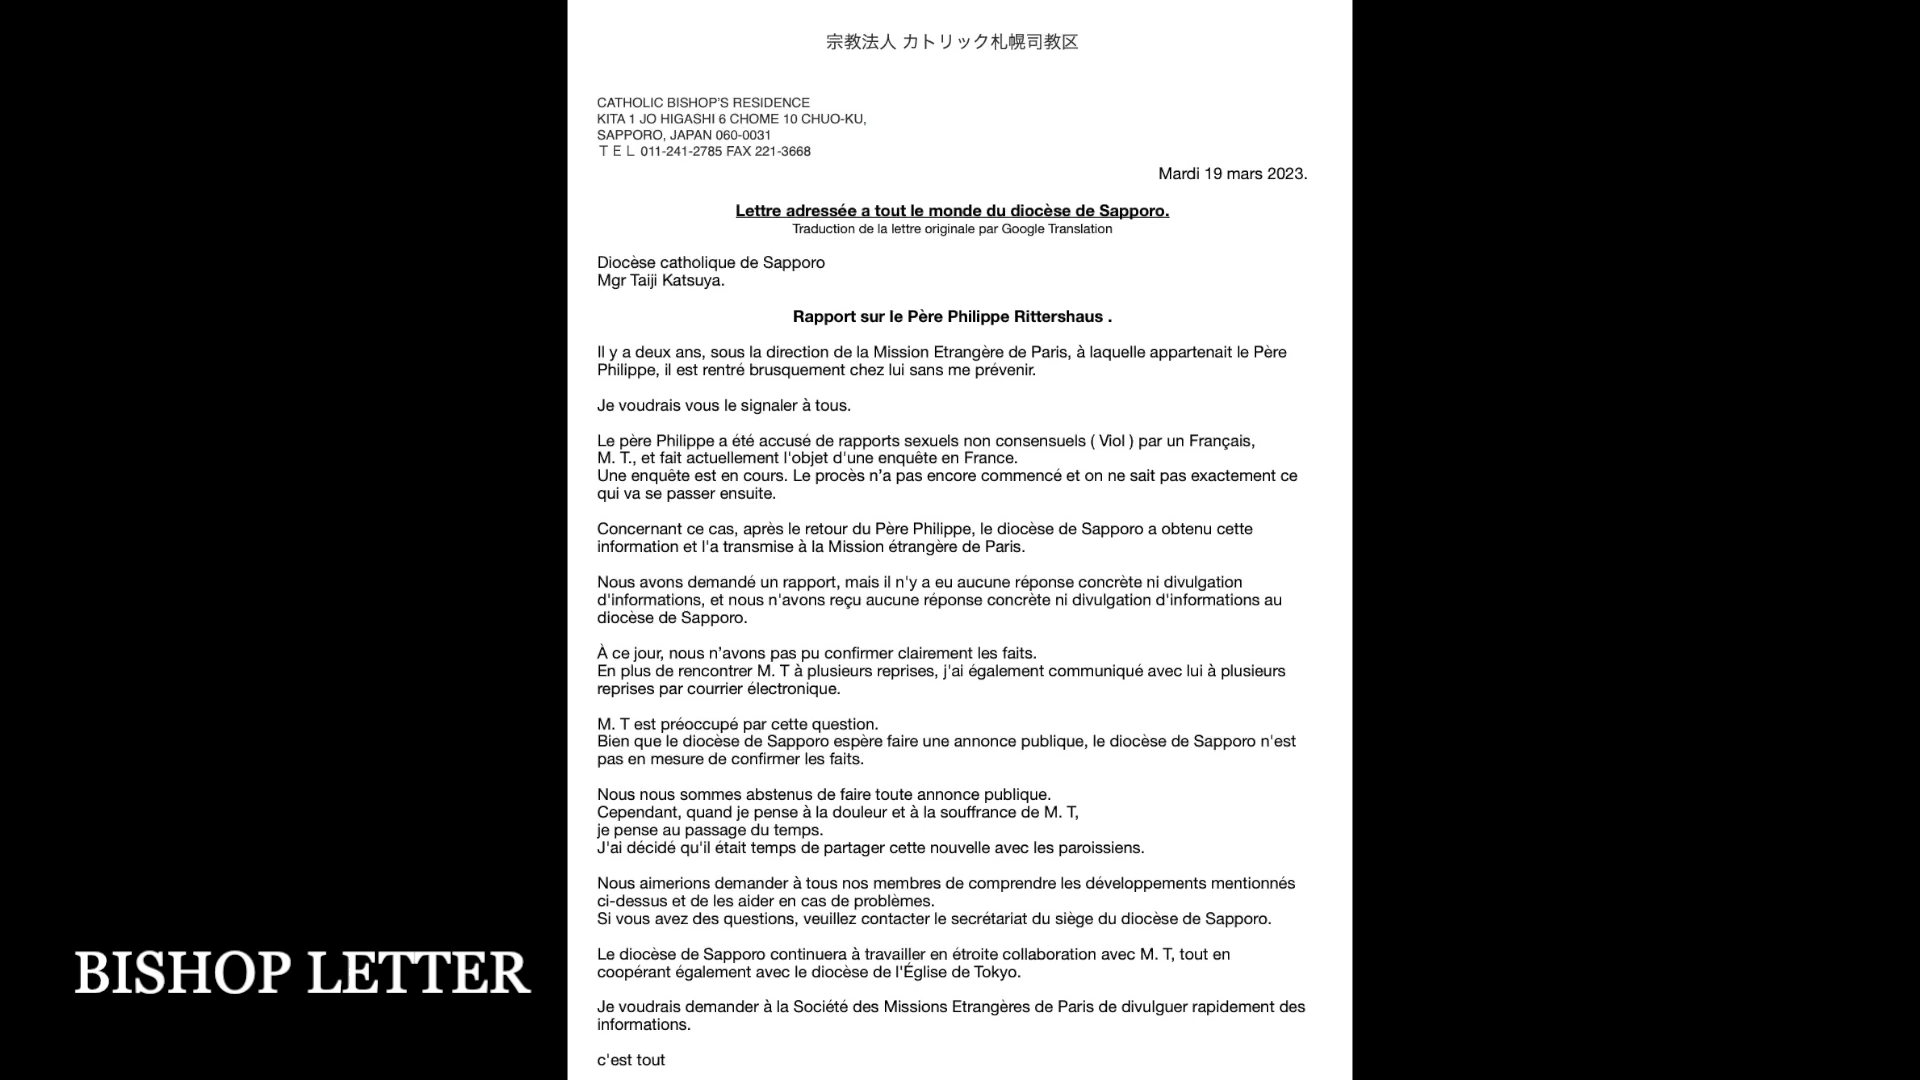 宗教法人 カトリック札幌司教区
CATHOLIC BISHOP'S RESIDENCE
KITA 1 JO HIGASHI 6 CHOME 10 CHUO-KU,
SAPPORO, JAPAN 060-0031
ＴＥＬ 011-241-2785 FAX 221-3668
Mardi 19 mars 2023.
Lettre adressée a tout le monde du diocèse de Sapporo.
Traduction de la lettre originale par Google Translation
Diocèse catholique de Sapporo
Mgr Taiji Katsuya.
Rapport sur le Père Philippe Rittershaus .
Il y a deux ans, sous la direction de la Mission Etrangère de Paris, à laquelle appartenait le Père
Philippe, il est rentré brusquement chez lui sans me prévenir.
Je voudrais vous le signaler à tous.
Le père Philippe a été accusé de rapports sexuels non consensuels ( Viol ) par un Français,
M. T., et fait actuellement l'objet d'une enquête en France.
Une enquête est en cours. Le procès n’a pas encore commencé et on ne sait pas exactement ce
qui va se passer ensuite.
Concernant ce cas, après le retour du Père Philippe, le diocèse de Sapporo a obtenu cette
information et l'a transmise à la Mission étrangère de Paris.
Nous avons demandé un rapport, mais il n'y a eu aucune réponse concrète ni divulgation
d'informations, et nous n'avons reçu aucune réponse concrète ni divulgation d'informations au
diocèse de Sapporo.
À ce jour, nous n’avons pas pu confirmer clairement les faits.
En plus de rencontrer M. T à plusieurs reprises, j'ai également communiqué avec lui à plusieurs
reprises par courrier électronique.
M. T est préoccupé par cette question.
Bien que le diocèse de Sapporo espère faire une annonce publique, le diocèse de Sapporo n'est
pas en mesure de confirmer les faits.
Nous nous sommes abstenus de faire toute annonce publique.
Cependant, quand je pense à la douleur et à la souffrance de M. T,
je pense au passage du temps.
J'ai décidé qu'il était temps de partager cette nouvelle avec les paroissiens.
Nous aimerions demander à tous nos membres de comprendre les développements mentionnés
ci-dessus et de les aider en cas de problèmes.
Si vous avez des questions, veuillez contacter le secrétariat du siège du diocèse de Sapporo.
Le diocèse de Sapporo continuera à travailler en étroite collaboration avec M. T, tout en
coopérant également avec le diocèse de l'Église de Tokyo.
Je voudrais demander à la Société des Missions Etrangères de Paris de divulguer rapidement des
informations.
c'est tout
BISHOP LETTER